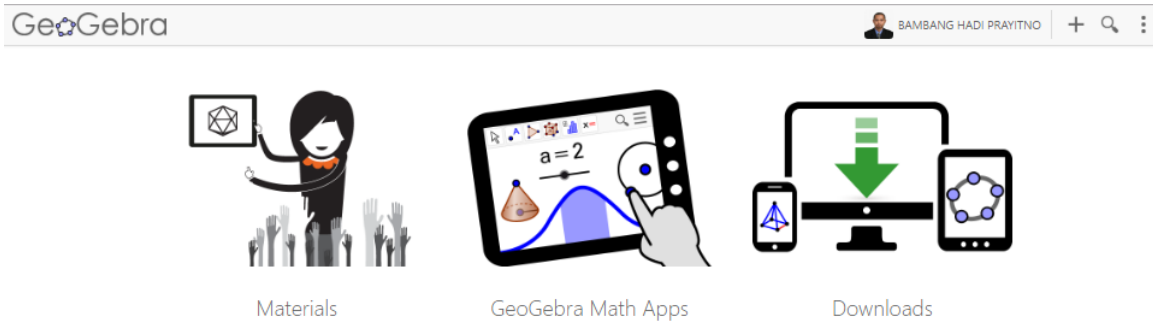 GeoGebra
BAMBANG HADI PRAYITNO
a=2
Materials
GeoGebra Math Apps
Downloads